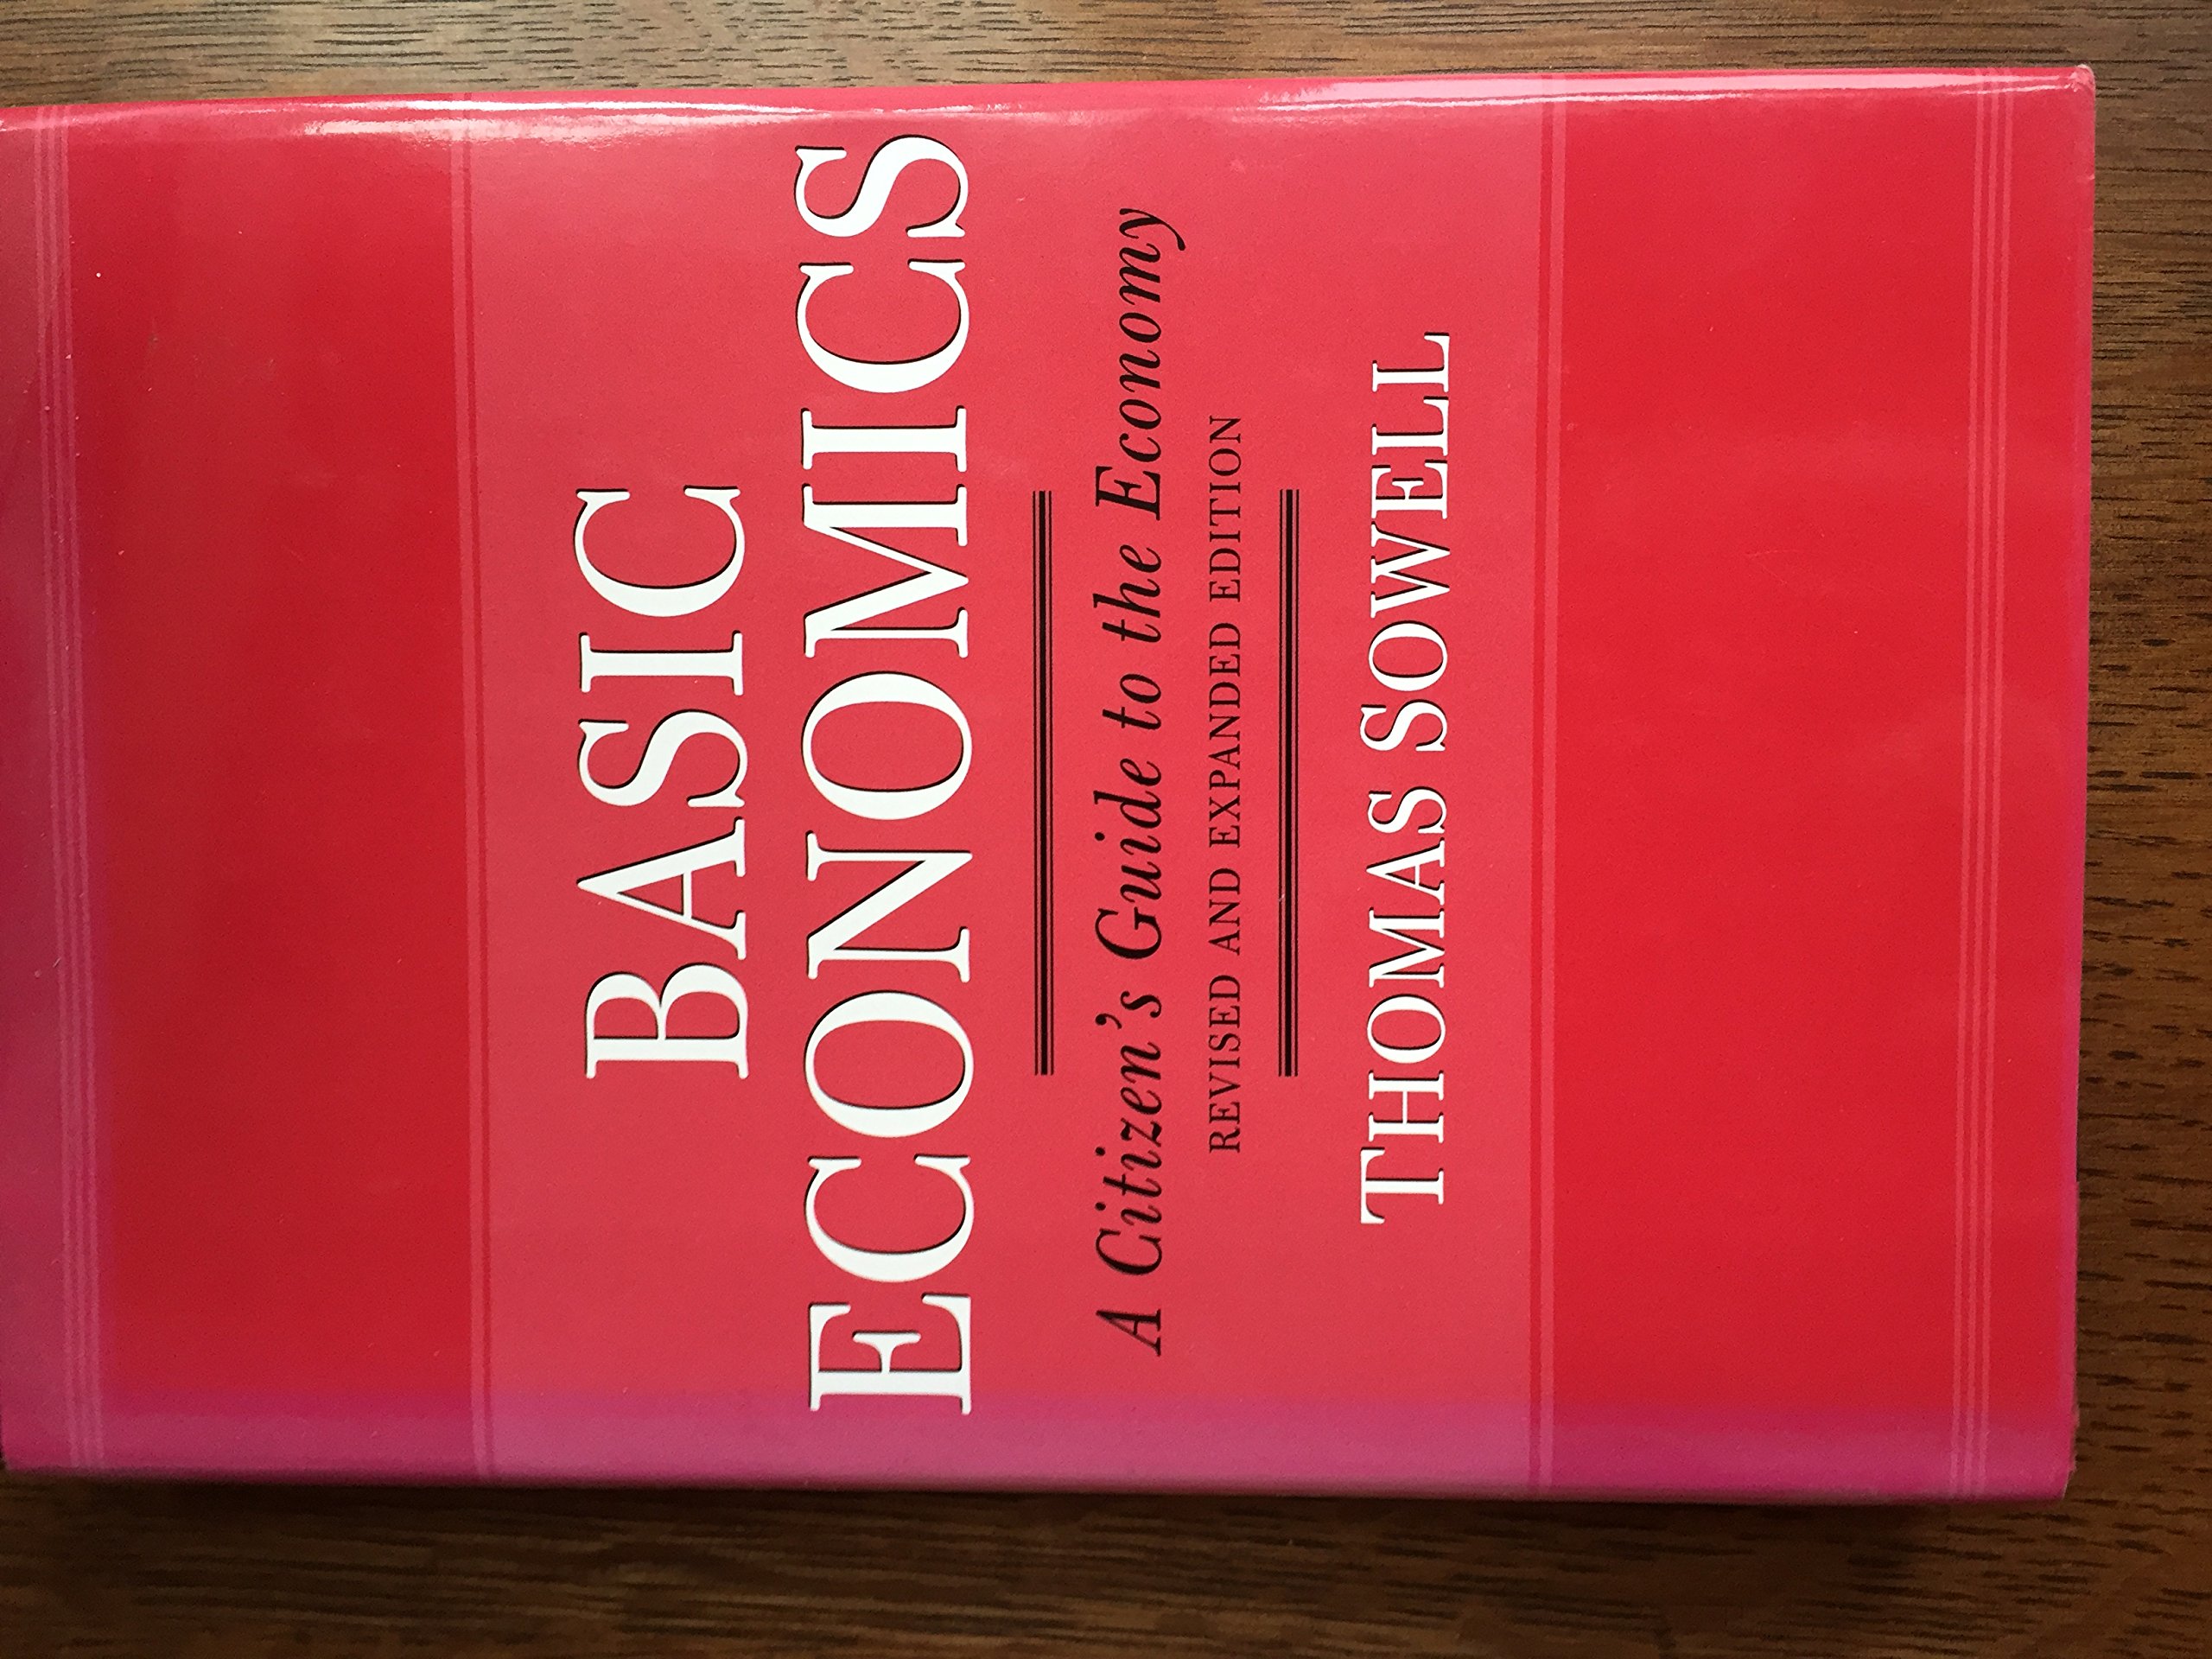 BASIC
ECONOMICS
A Citizen's Guide to the Economy
REVISED AND EXPANDED EDITION
THOMAS SOWELL